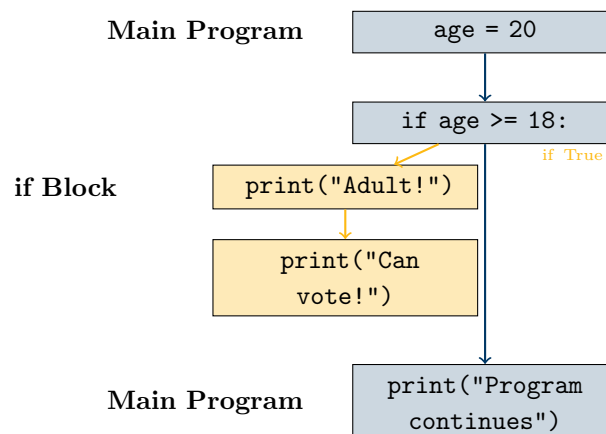 Main Program
age = 20
if age >= 18:
if True
if Block
print("Adult!")
print("Can
vote!")
Main Program
print("Program
continues")